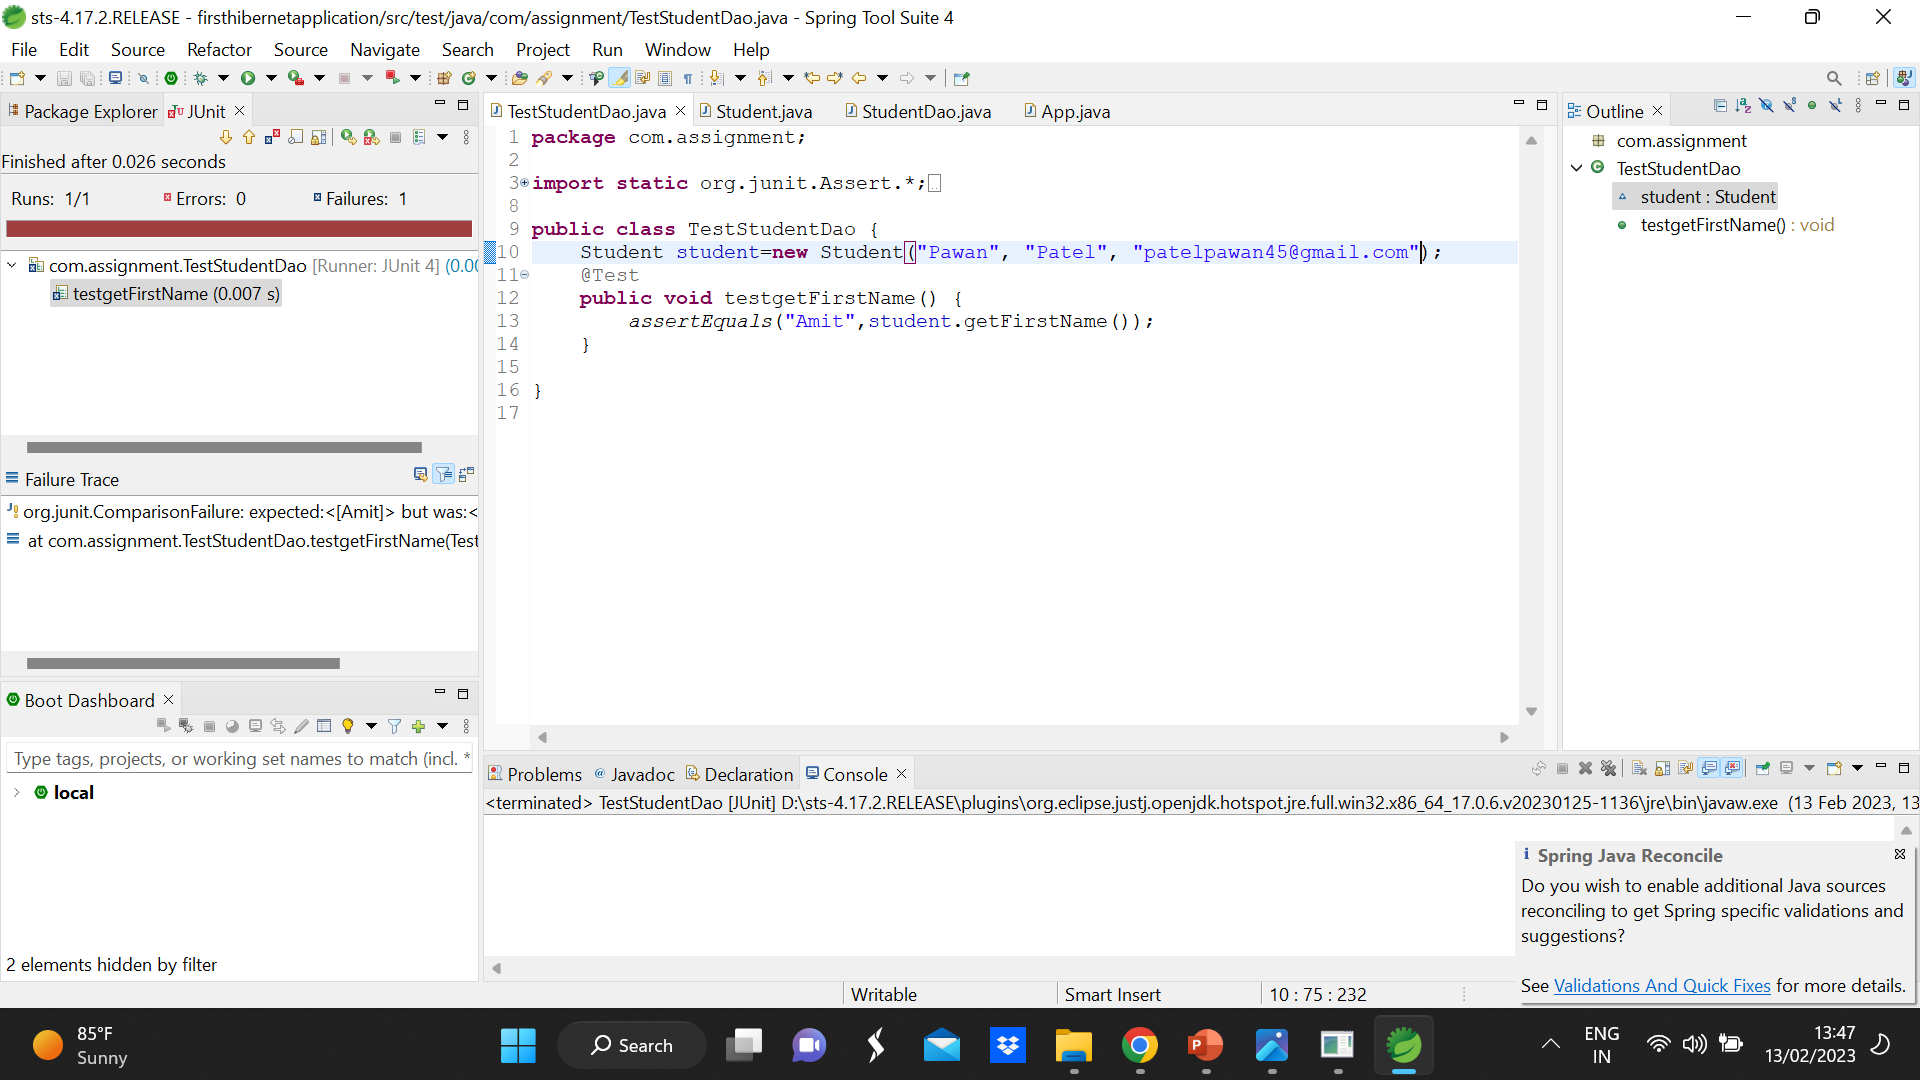 sts-4.17.2.RELEASE - firsthibernetapplication/src/test/java/com/assignment/TestStudentDao.java - Spring Tool Suite 4
File Edit Source Refactor Source Navigate Search Project Run Window Help
Package Explorer JUnit
Finished after 0.026 seconds
Runs: 1/1 Errors: 0 Failures: 1
com.assignment.TestStudentDao [Runner: JUnit 4] (0.00
testgetFirstName (0.007 s)
Failure Trace
org.junit.ComparisonFailure: expected:<[Amit]> but was:<
at com.assignment.TestStudentDao.testgetFirstName(Test
Boot Dashboard
Type tags, projects, or working set names to match (incl. *
local
2 elements hidden by filter
TestStudentDao.java Student.java StudentDao.java App.java
1 package com.assignment;
2
3 import static org.junit.Assert.*;
8
9 public class TestStudentDao {
10 Student student=new Student("Pawan", "Patel", "patelpawan45@gmail.com");
11 @Test
12 public void testgetFirstName() {
13 assertEquals("Amit",student.getFirstName());
14 }
15
16 }
17
Outline
com.assignment
TestStudentDao
student : Student
testgetFirstName() : void
Problems Javadoc Declaration Console
<terminated> TestStudentDao [JUnit] D:\sts-4.17.2.RELEASE\plugins\org.eclipse.justj.openjdk.hotspot.jre.full.win32.x86_64_17.0.6.v20230125-1136\jre\bin\javaw.exe (13 Feb 2023, 13
Spring Java Reconcile
Do you wish to enable additional Java sources
reconciling to get Spring specific validations and
suggestions?
See Validations And Quick Fixes for more details.
Writable Smart Insert 10 : 75 : 232
85°F
Sunny
Search
ENG
IN
13:47
13/02/2023